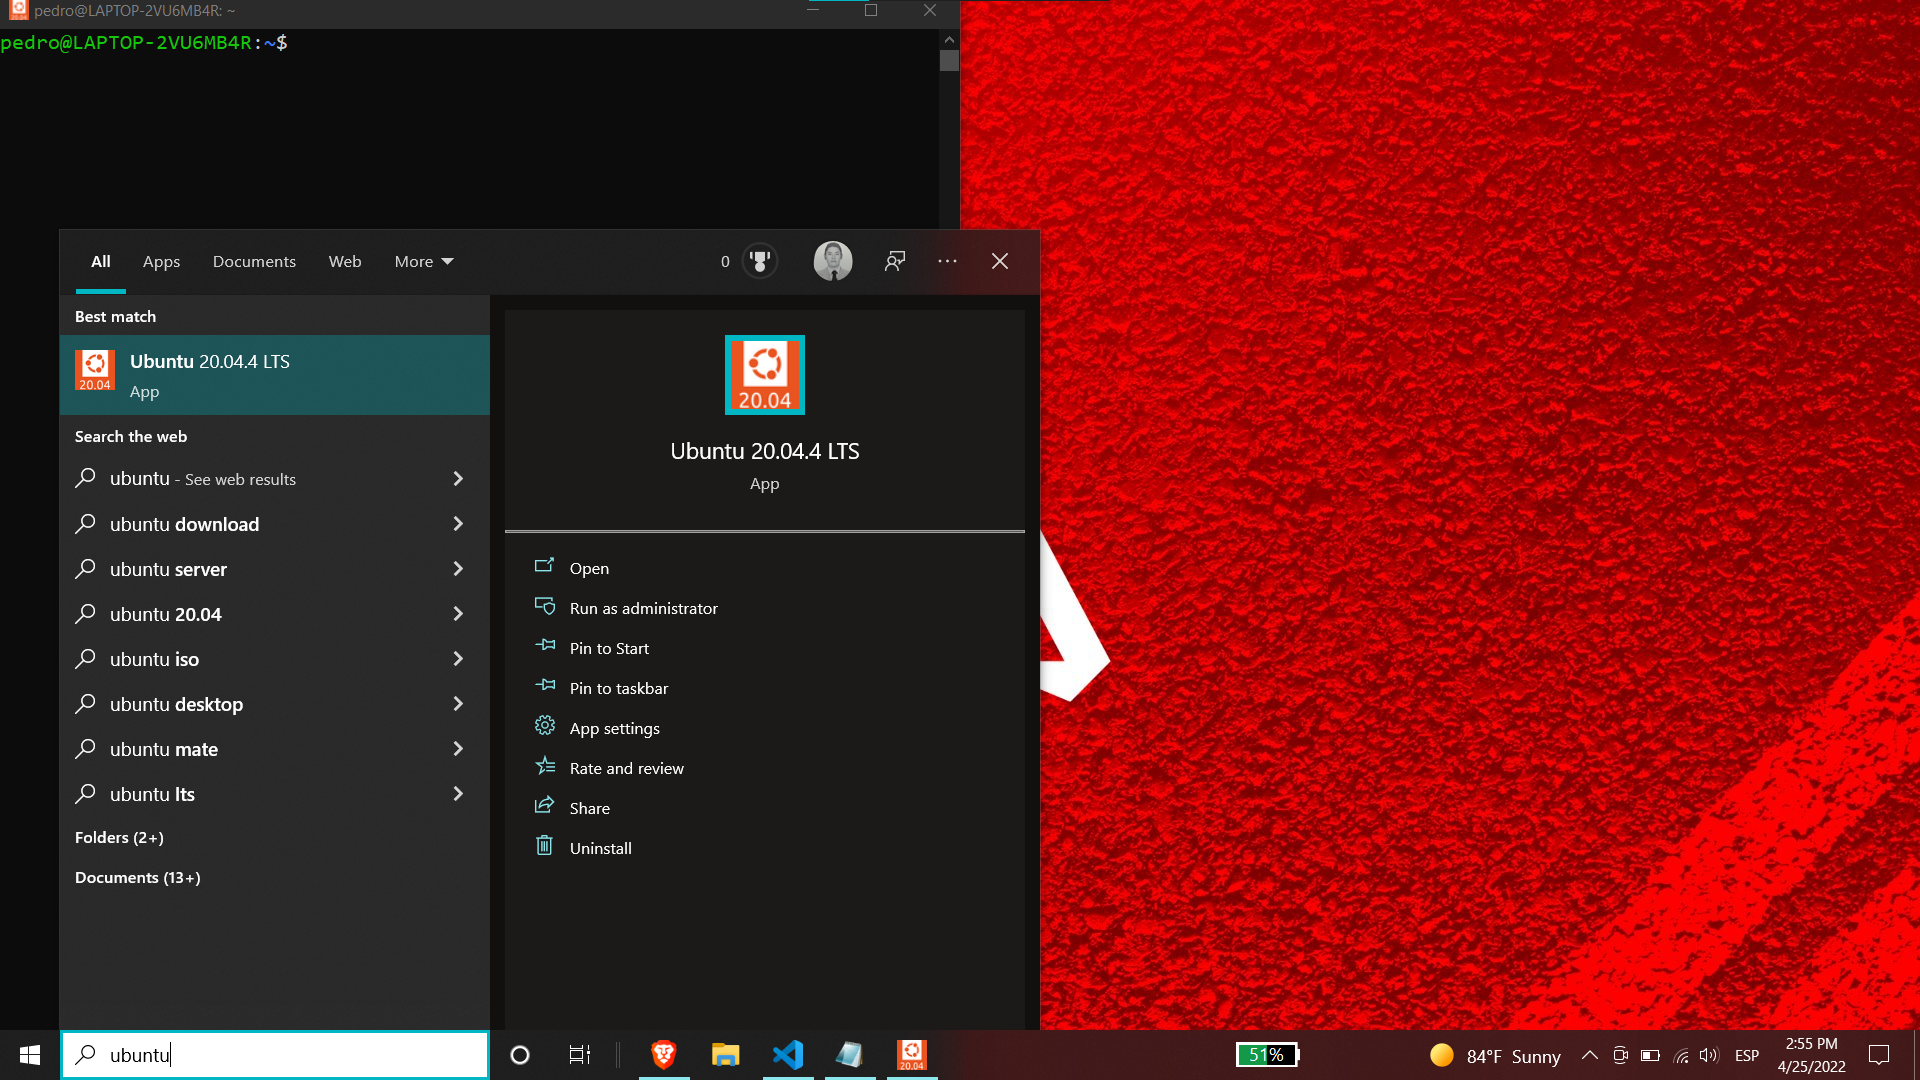 pedro@LAPTOP-2VU6MB4R: ~
pedro@LAPTOP-2VU6MB4R:~$
All Apps Documents Web More 0
Best match
20.04
Ubuntu 20.04.4 LTS
App
Search the web
ubuntu - See web results
ubuntu download
ubuntu server
ubuntu 20.04
ubuntu iso
ubuntu desktop
ubuntu mate
ubuntu lts
Folders (2+)
Documents (13+)
20.04
Ubuntu 20.04.4 LTS
App
Open
Run as administrator
Pin to Start
Pin to taskbar
App settings
Rate and review
Share
Uninstall
ubuntu
20.04
51%
84°F Sunny
ESP
2:55 PM
4/25/2022